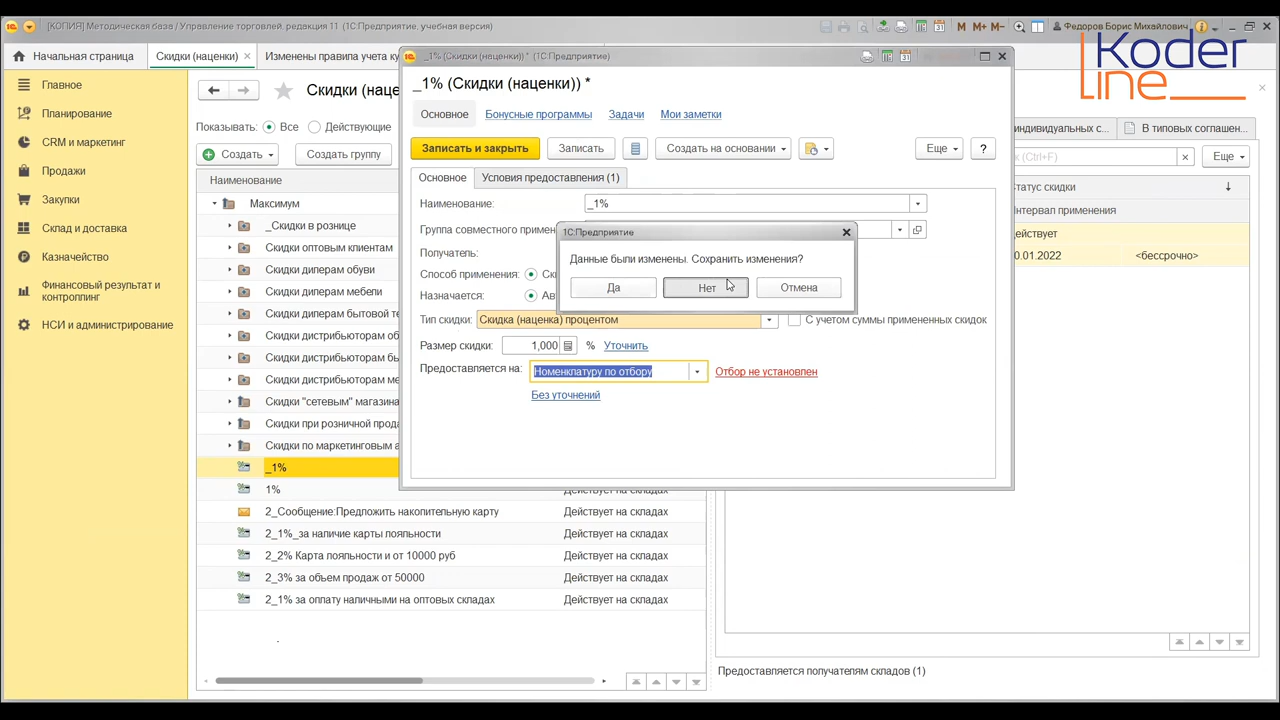 [КОПИЯ] Методическая база / Управление торговлей, редакция 11 (1С:Предприятие, учебная версия)
M M+ M-
Федоров Борис Михайлович
Koder
line
Начальная страница
Скидки (наценки) ×
Изменены правила учета ку
Главное
Планирование
CRM и маркетинг
Продажи
Закупки
Склад и доставка
Казначейство
Финансовый результат и
контроллинг
НСИ и администрирование
Скидки (наце
Показывать:
Все
Действующие
Создать
Создать группу
Наименование
Максимум
_Скидки в рознице
Скидки оптовым клиентам
Скидки дилерам обуви
Скидки дилерам мебели
Скидки дилерам бытовой т
Скидки дистрибьюторам об
Скидки дистрибьюторам бы
Скидки дистрибьюторам ме
Скидки "сетевым" магазина
Скидки при розничной прода
Скидки по маркетинговым а
_1%
1%
Действует на складах
2_Сообщение:Предложить накопительную карту
Действует на складах
2_1%_за наличие карты лояльности
Действует на складах
2_2% Карта лояльности и от 10000 руб
Действует на складах
2_3% за объем продаж от 50000
Действует на складах
2_1% за оплату наличными на оптовых складах
Действует на складах
_1% (Скидки (наценки)) * (1С:Предприятие)
_1% (Скидки (наценки)) *
Основное
Бонусные программы
Задачи
Мои заметки
Записать и закрыть
Записать
Создать на основании
Еще
?
Основное
Условия предоставления (1)
Наименование:
_1%
Группа совместного примен
Получатель:
Способ применения:
Ск
Назначается:
Ав
Тип скидки:
Скидка (наценка) процентом
С учетом суммы примененных скидок
Размер скидки:
1,000
%
Уточнить
Предоставляется на:
Номенклатуру по отбору
Отбор не установлен
Без уточнений
1С:Предприятие
Данные были изменены. Сохранить изменения?
Да
Нет
Отмена
индивидуальных с...
В типовых соглашен...
(Ctrl+F)
×
Еще
Статус скидки
Интервал применения
действует
0.01.2022
<бессрочно>
Предоставляется получателям складов (1)